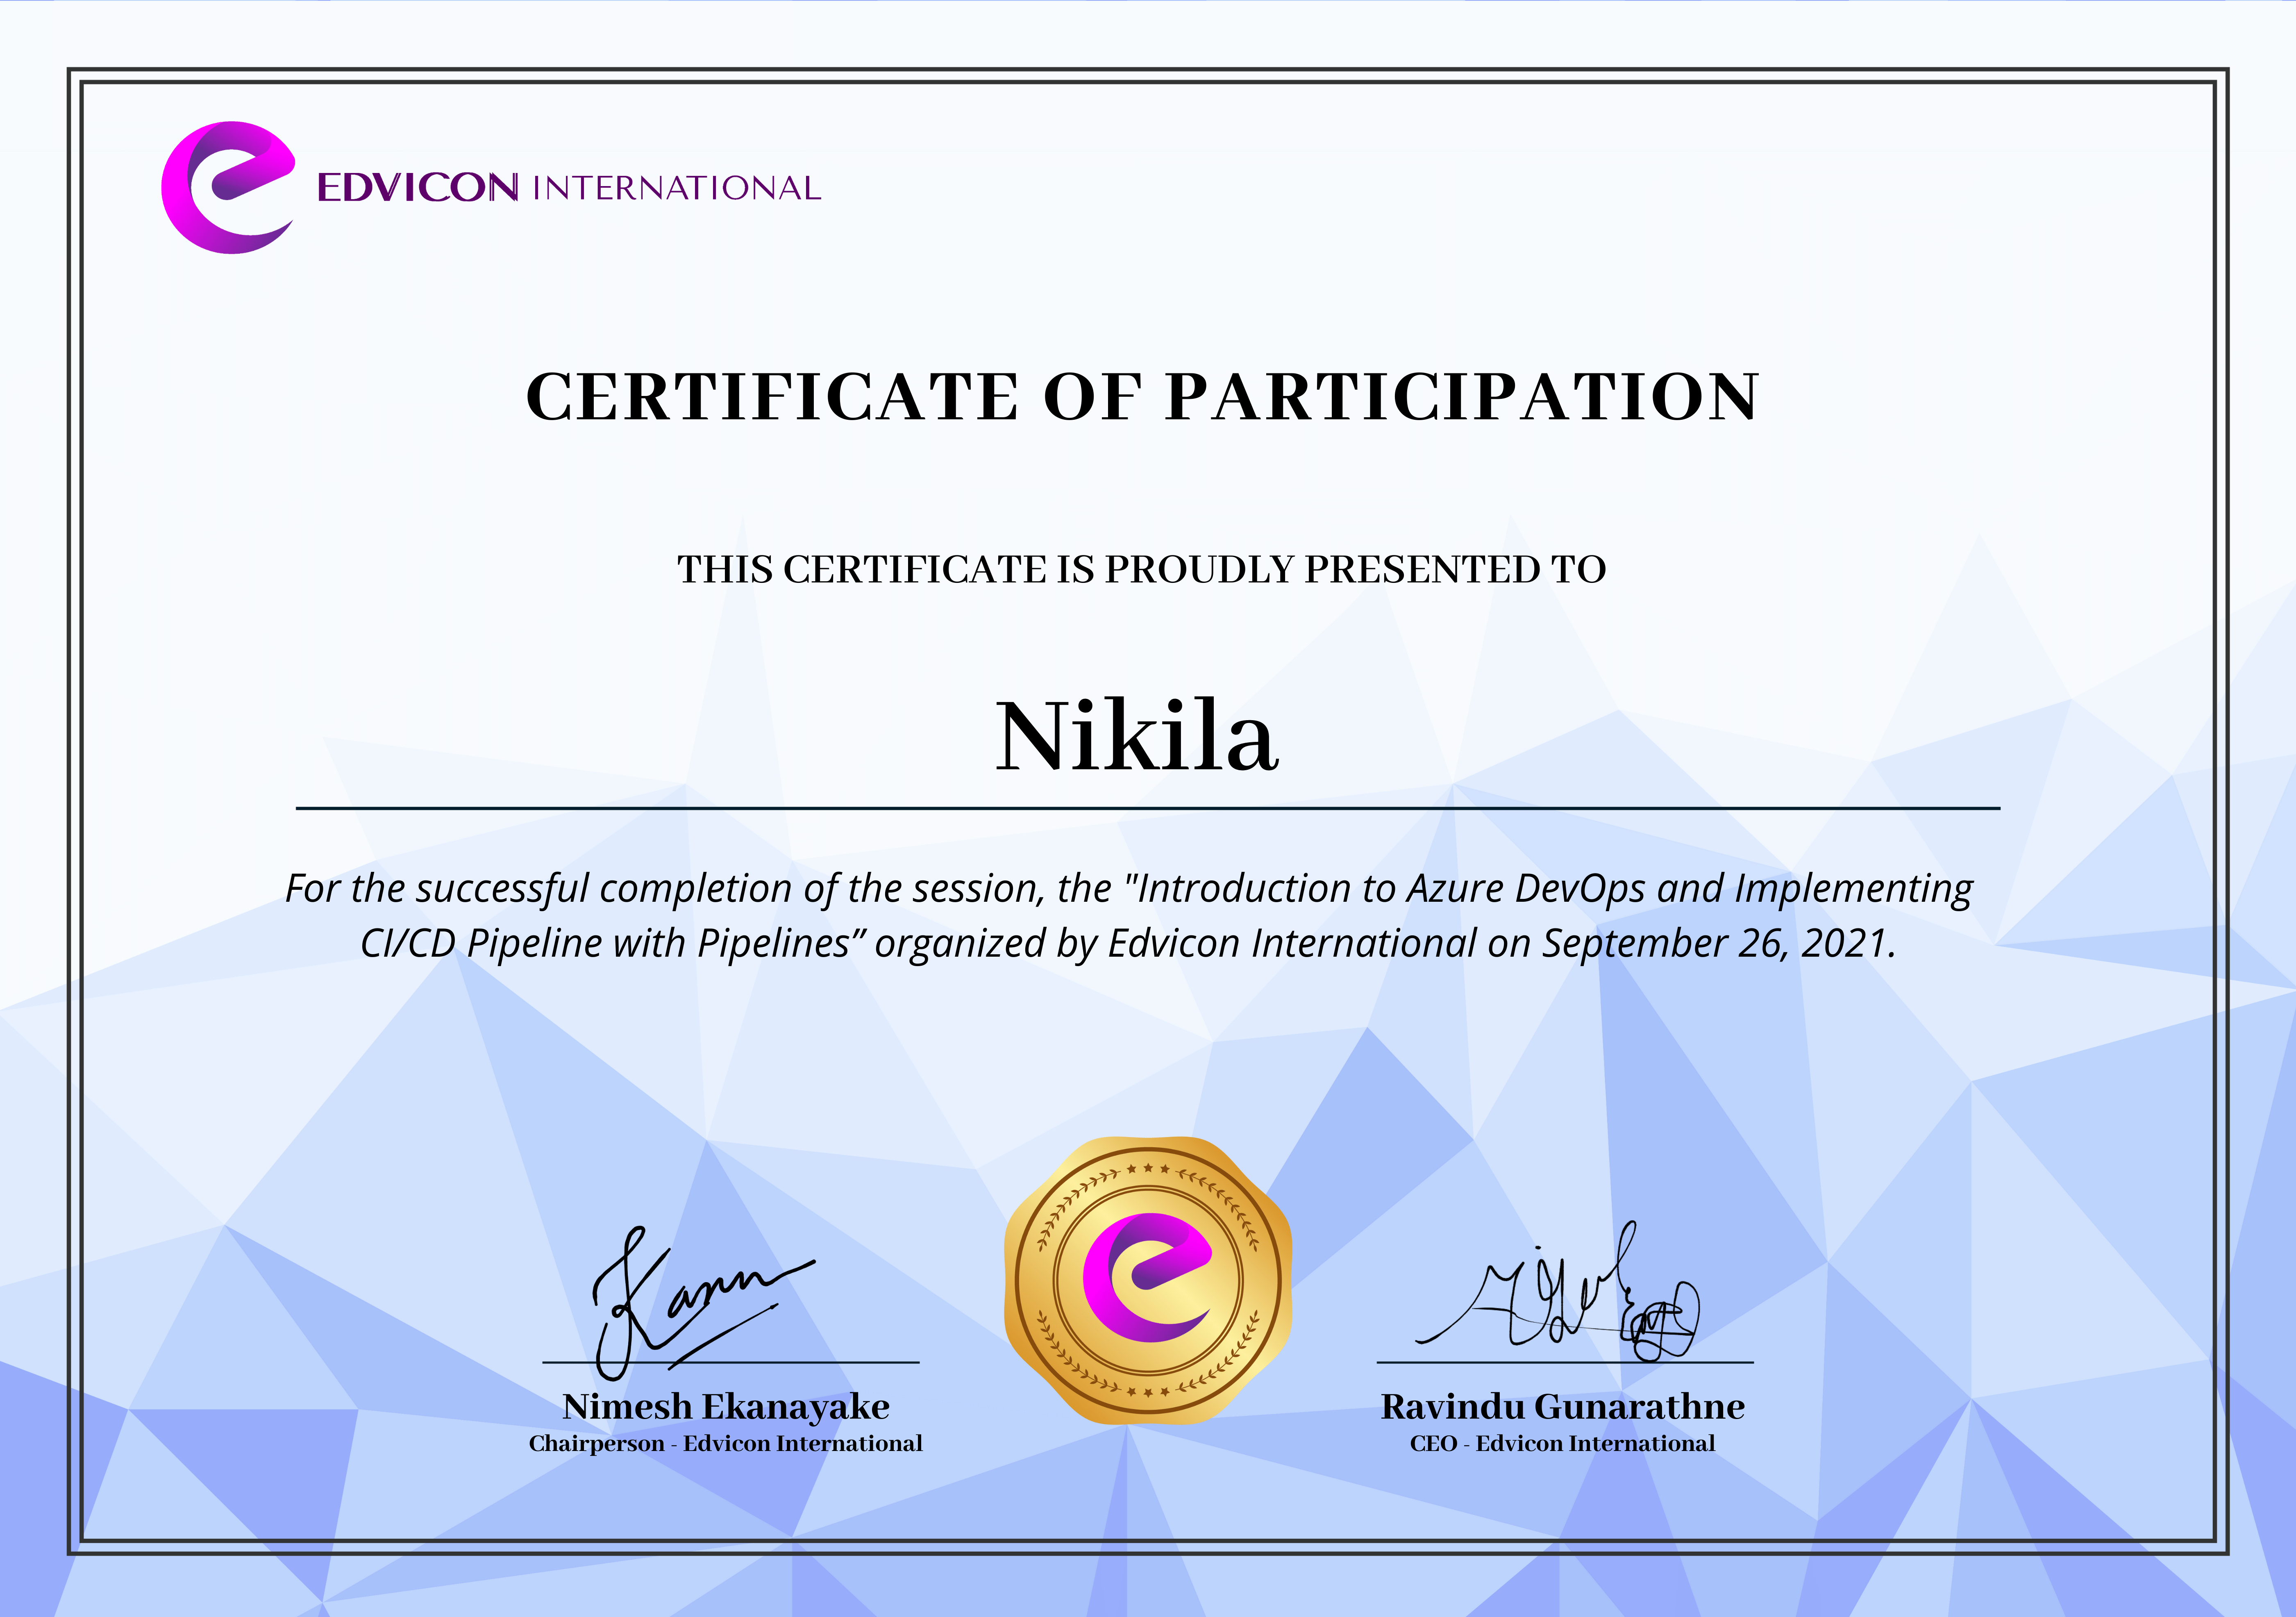 EDVICON INTERNATIONAL
CERTIFICATE OF PARTICIPATION
THIS CERTIFICATE IS PROUDLY PRESENTED TO
Nikila
For the successful completion of the session, the "Introduction to Azure DevOps and Implementing
CI/CD Pipeline with Pipelines” organized by Edvicon International on September 26, 2021.
Nimesh Ekanayake
Chairperson - Edvicon International
Ravindu Gunarathne
CEO - Edvicon International